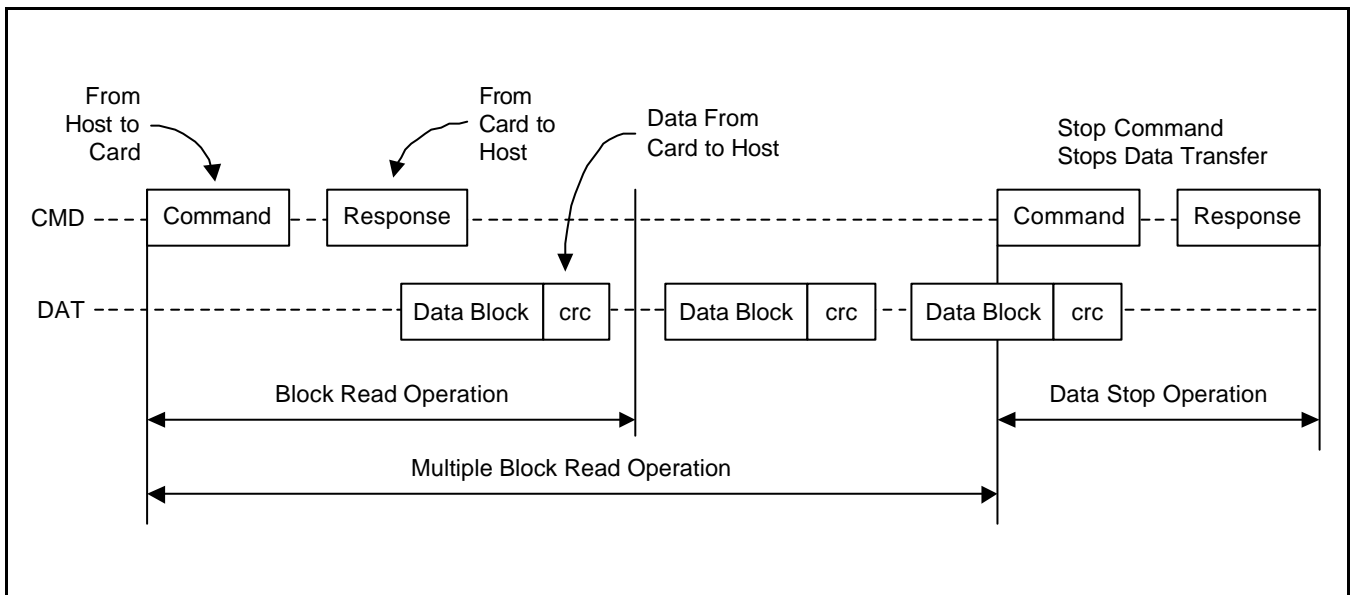 From
Host to
Card
From
Card to
Host
Data From
Card to Host
Stop Command
Stops Data Transfer
CMD Command Response Command Response
DAT Data Block crc Data Block crc Data Block crc
Block Read Operation Data Stop Operation
Multiple Block Read Operation